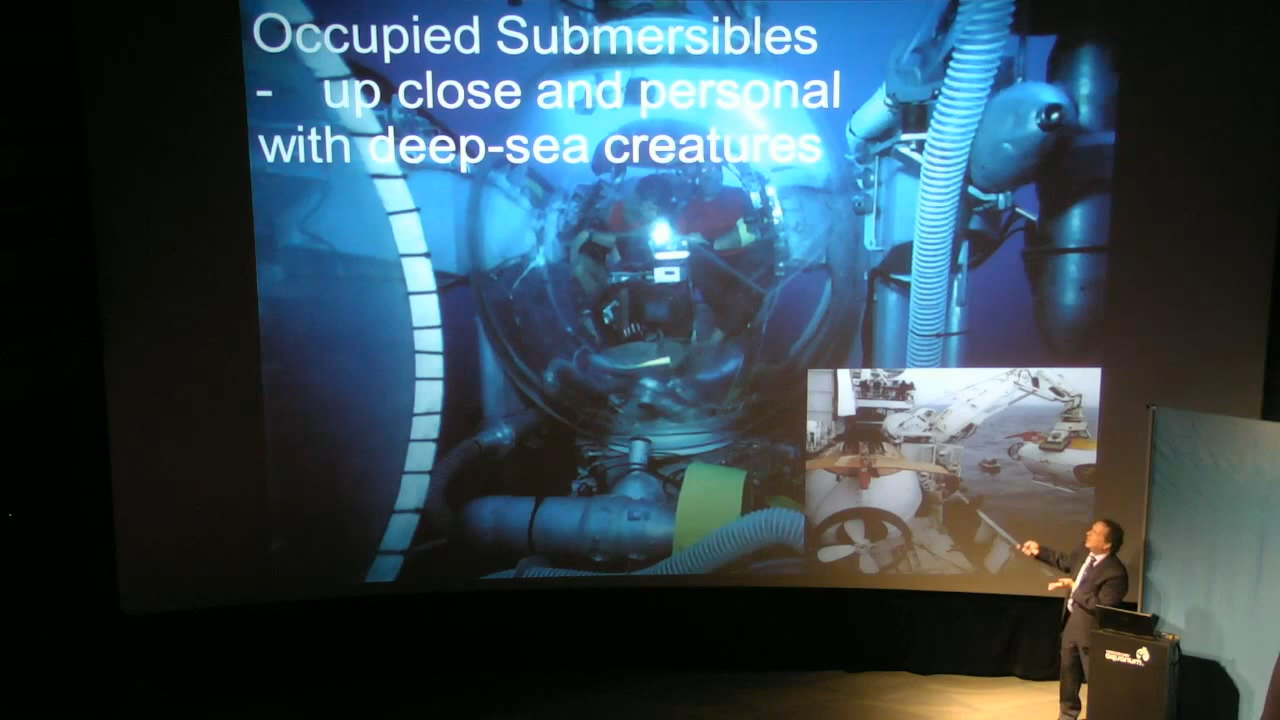 Occupied Submersibles
- up close and personal
with deep-sea creatures
aquarium